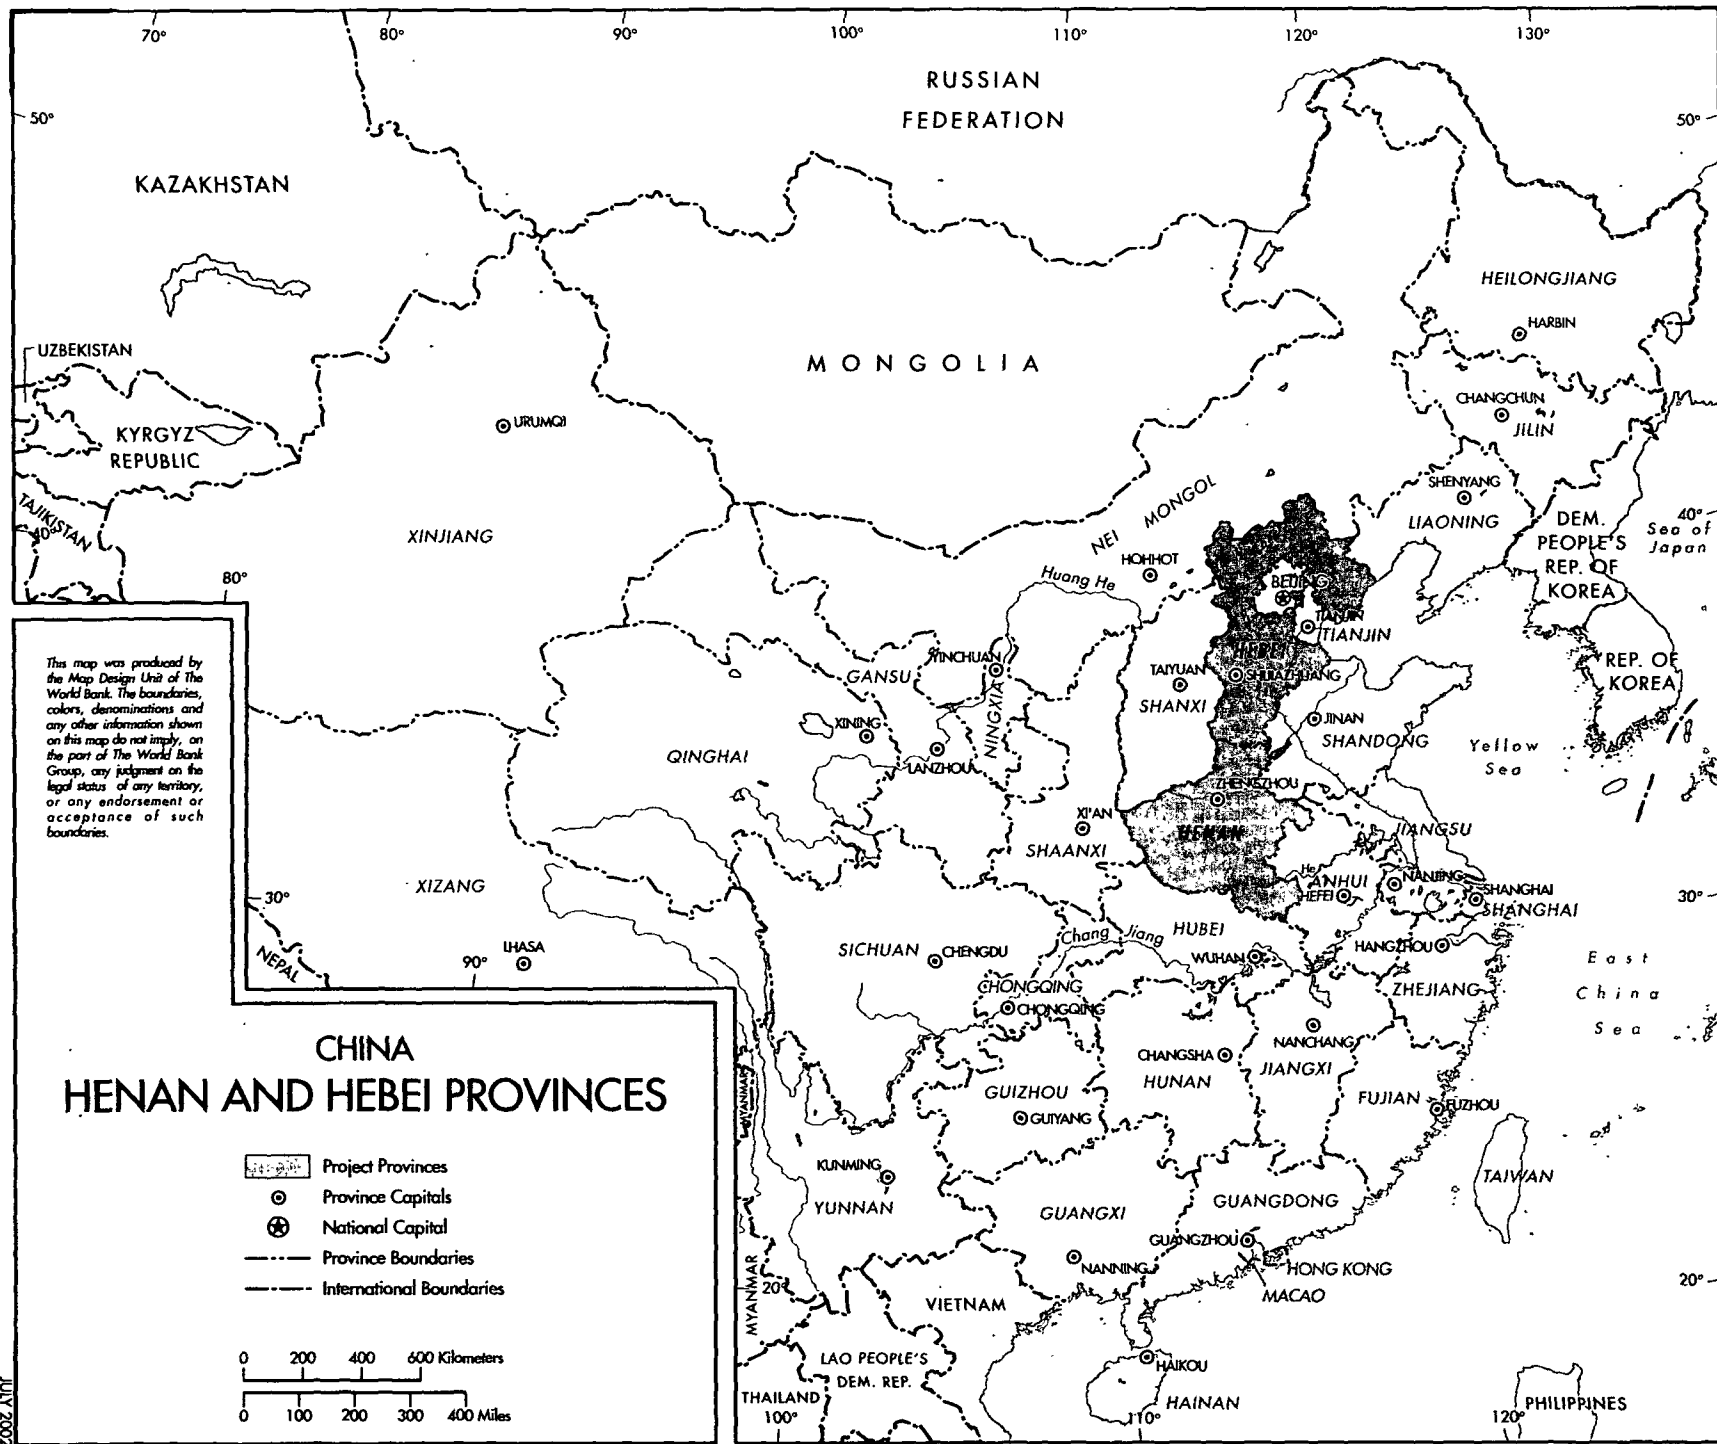 70°
80°
90°
100°
110°
120°
130°
50°
50°
RUSSIAN
FEDERATION
KAZAKHSTAN
HEILONGJIANG
HARBIN
UZBEKISTAN
MONGOLIA
CHANGCHUN
JILIN
URUMQI
KYRGYZ
REPUBLIC
SHENYANG
LIAONING
TAJIKISTAN
40°
XINJIANG
NEI MONGOL
HOHHOT
Huang He
BEIJING
TIANJIN
TIANJIN
DEM.
PEOPLE'S
REP. OF
KOREA
40°
Sea of
Japan
80°
HEBEI
SHIJIAZHUANG
TAIYUAN
SHANXI
YINCHUAN
GANSU
NINGXIA
REP. OF
KOREA
XINING
QINGHAI
LANZHOU
JINAN
SHANDONG
Yellow
Sea
ZHENGZHOU
HENAN
XI'AN
SHAANXI
JIANGSU
XIZANG
30°
He
ANHUI
HEFEI
NANJING
SHANGHAI
SHANGHAI
30°
NEPAL
LHASA
90°
SICHUAN
CHENGDU
Chang Jiang
HUBEI
WUHAN
HANGZHOU
ZHEJIANG
East
China
Sea
CHONGQING
CHONGQING
NANCHANG
CHANGSHA
HUNAN
JIANGXI
GUIZHOU
GUIYANG
FUJIAN
FUZHOU
MYANMAR
KUNMING
YUNNAN
GUANGXI
GUANGDONG
TAIWAN
GUANGZHOU
NANNING
HONG KONG
MACAO
MYANMAR
20°
20°
VIETNAM
LAO PEOPLE'S
DEM. REP.
HAIKOU
HAINAN
THAILAND
100°
110°
120°
PHILIPPINES
This map was produced by
the Map Design Unit of The
World Bank. The boundaries,
colors, denominations and
any other information shown
on this map do not imply, on
the part of The World Bank
Group, any judgment on the
legal status of any territory,
or any endorsement or
acceptance of such
boundaries.
CHINA
HENAN AND HEBEI PROVINCES
Project Provinces
Province Capitals
National Capital
Province Boundaries
International Boundaries
0 200 400 600 Kilometers
0 100 200 300 400 Miles
JULY 2002